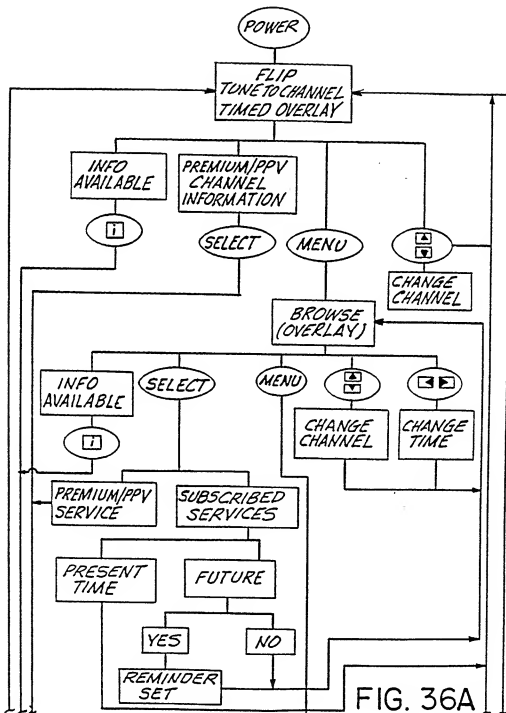 POWER
FLIP
TUNE TO CHANNEL
TIMED OVERLAY
INFO
AVAILABLE
PREMIUM/PPV
CHANNEL
INFORMATION
i
SELECT
MENU
CHANGE
CHANNEL
BROWSE
(OVERLAY)
INFO
AVAILABLE
SELECT
MENU
i
CHANGE
CHANNEL
CHANGE
TIME
PREMIUM/PPV
SERVICE
SUBSCRIBED
SERVICES
PRESENT
TIME
FUTURE
YES
NO
REMINDER
SET
FIG. 36A